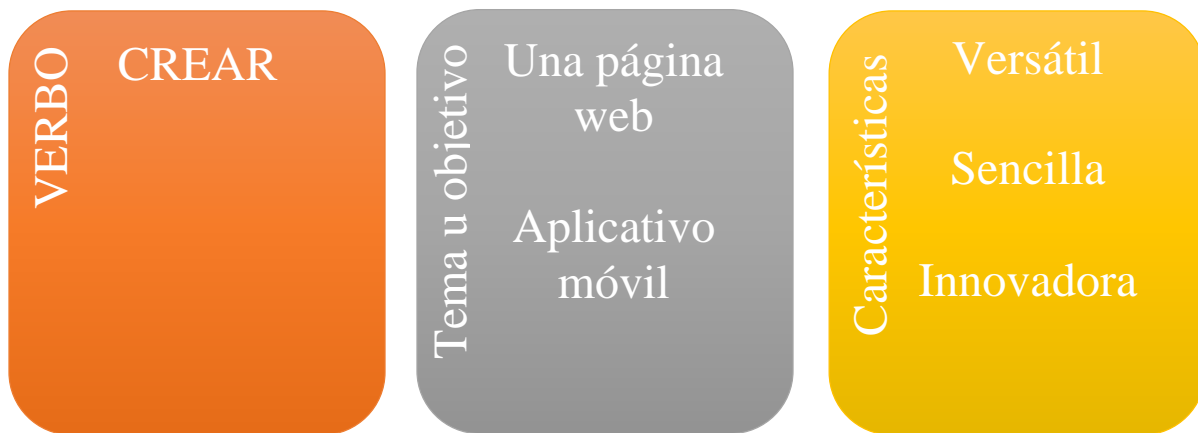 VERBO
CREAR
Tema u objetivo
Una página
web
Aplicativo
móvil
Características
Versátil
Sencilla
Innovadora